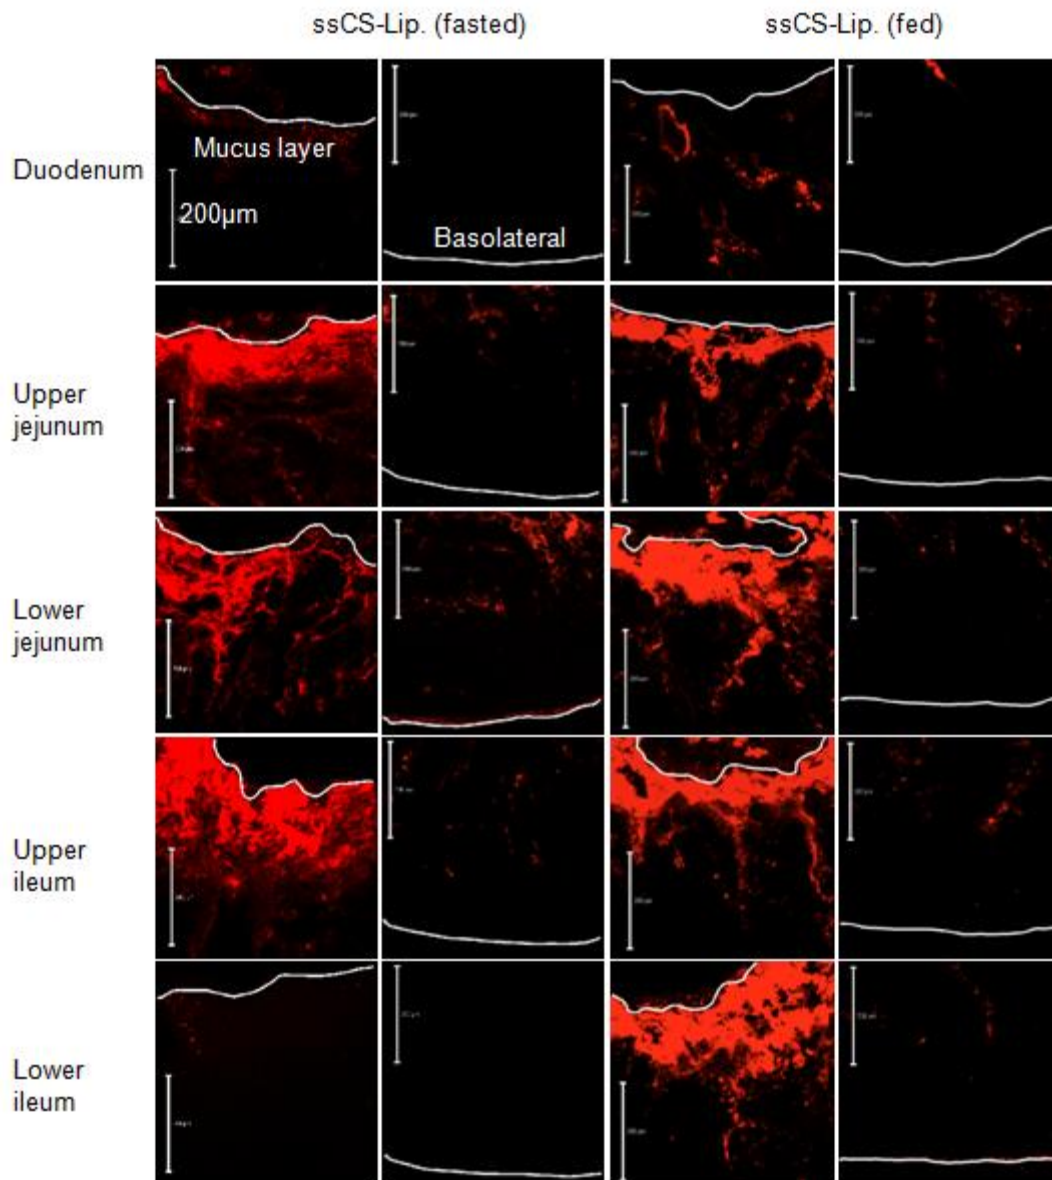 ssCS-Lip. (fasted)
ssCS-Lip. (fed)
Duodenum
Mucus layer
200μm
Basolateral
Upper
jejunum
Lower
jejunum
Upper
ileum
Lower
ileum